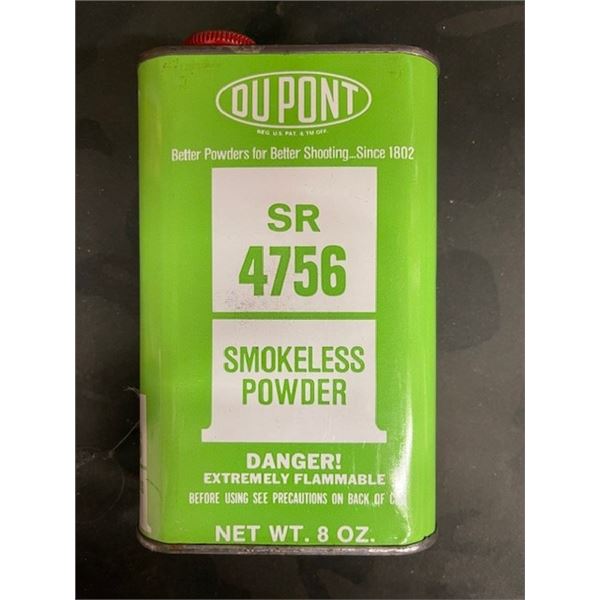 DU PONT
REG. U.S. PAT. & TM OFF.
Better Powders for Better Shooting...Since 1802
SR
4756
SMOKELESS
POWDER
DANGER!
EXTREMELY FLAMMABLE
BEFORE USING SEE PRECAUTIONS ON BACK OF
NET WT. 8 OZ.